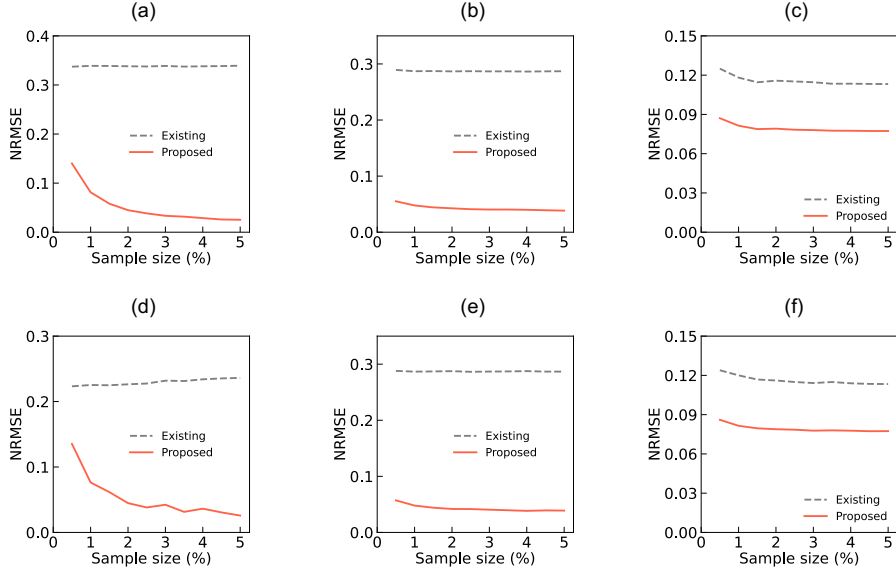 (a)
0.4
0.3
0.2
0.1
0.0
NRMSE
Existing
Proposed
0 1 2 3 4 5
Sample size (%)
(b)
0.3
0.2
0.1
0.0
NRMSE
Existing
Proposed
0 1 2 3 4 5
Sample size (%)
(c)
0.15
0.12
0.09
0.06
0.03
0.00
NRMSE
Existing
Proposed
0 1 2 3 4 5
Sample size (%)
(d)
0.3
0.2
0.1
0.0
NRMSE
Existing
Proposed
0 1 2 3 4 5
Sample size (%)
(e)
0.3
0.2
0.1
0.0
NRMSE
Existing
Proposed
0 1 2 3 4 5
Sample size (%)
(f)
0.15
0.12
0.09
0.06
0.03
0.00
NRMSE
Existing
Proposed
0 1 2 3 4 5
Sample size (%)